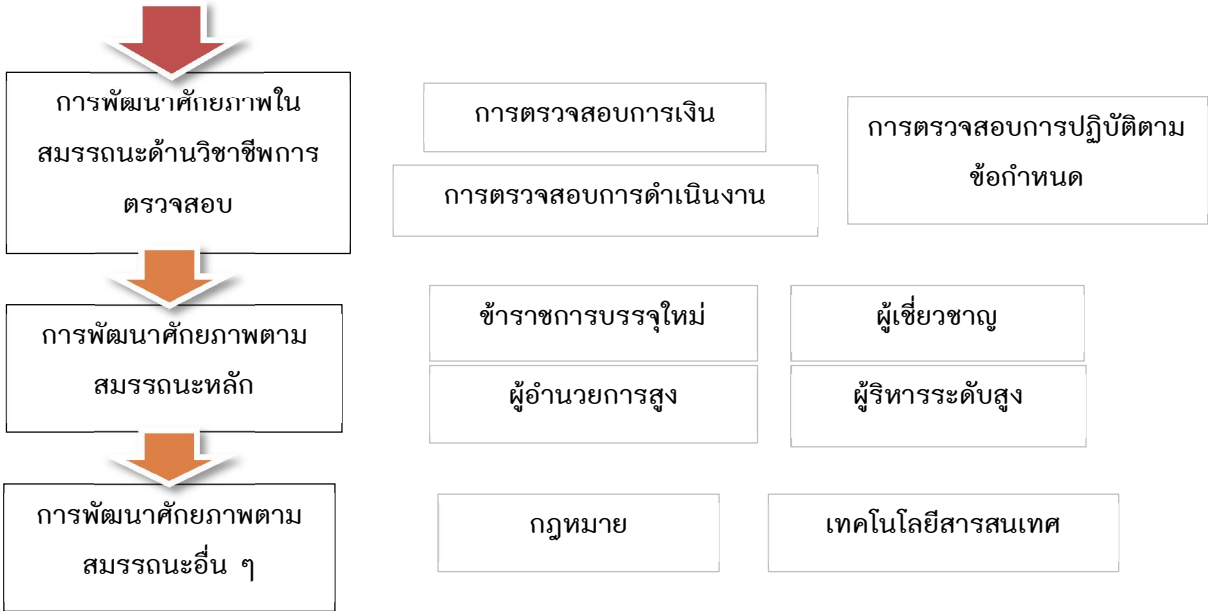 การพัฒนาศักยภาพใน
สมรรถนะด้านวิชาชีพการ
ตรวจสอบ
การตรวจสอบการเงิน
การตรวจสอบการดำเนินงาน
การตรวจสอบการปฏิบัติตาม
ข้อกำหนด
การพัฒนาศักยภาพตาม
สมรรถนะหลัก
ข้าราชการบรรจุใหม่
ผู้เชี่ยวชาญ
ผู้อำนวยการสูง
ผู้ริหารระดับสูง
การพัฒนาศักยภาพตาม
สมรรถนะอื่น ๆ
กฎหมาย
เทคโนโลยีสารสนเทศ